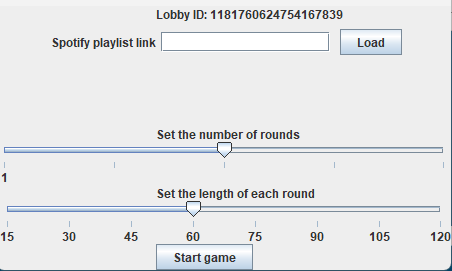 Lobby ID: 1181760624754167839
Spotify playlist link Load
Set the number of rounds
1
Set the length of each round
15 30 45 60 75 90 105 120
Start game